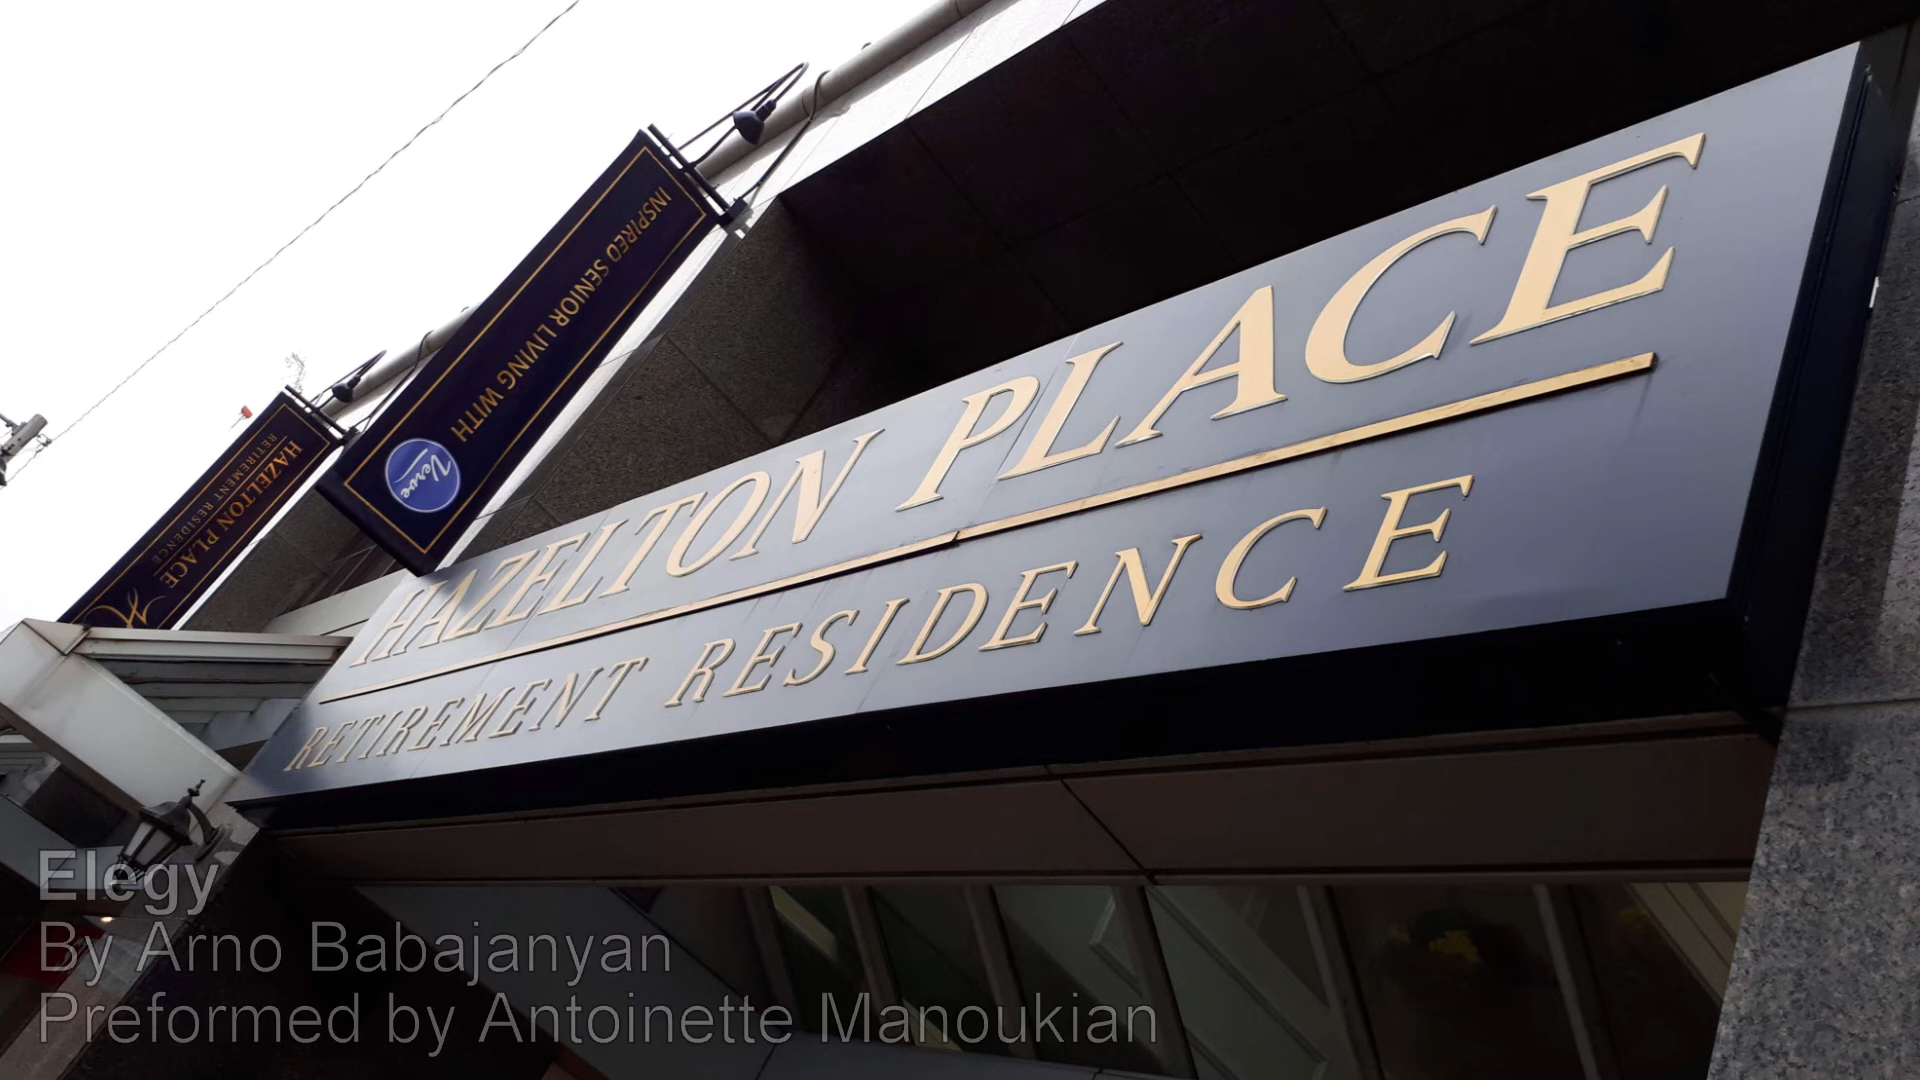 INSPIRED SENIOR LIVING WITH
Verve
HAZELTON PLACE
RETIREMENT RESIDENCE
HAZELTON PLACE
RETIREMENT RESIDENCE
Elegy
By Arno Babajanyan
Preformed by Antoinette Manoukian